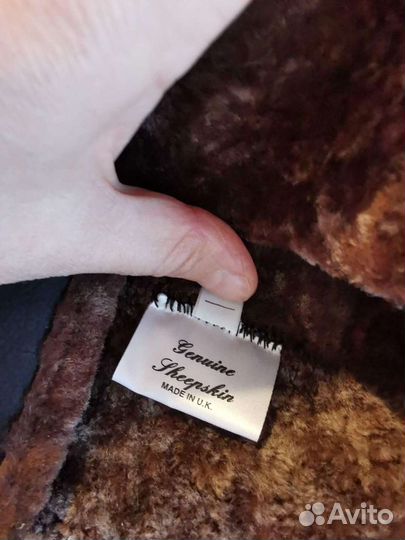 Genuine
Sheepskin
MADE IN U.K.
Avito